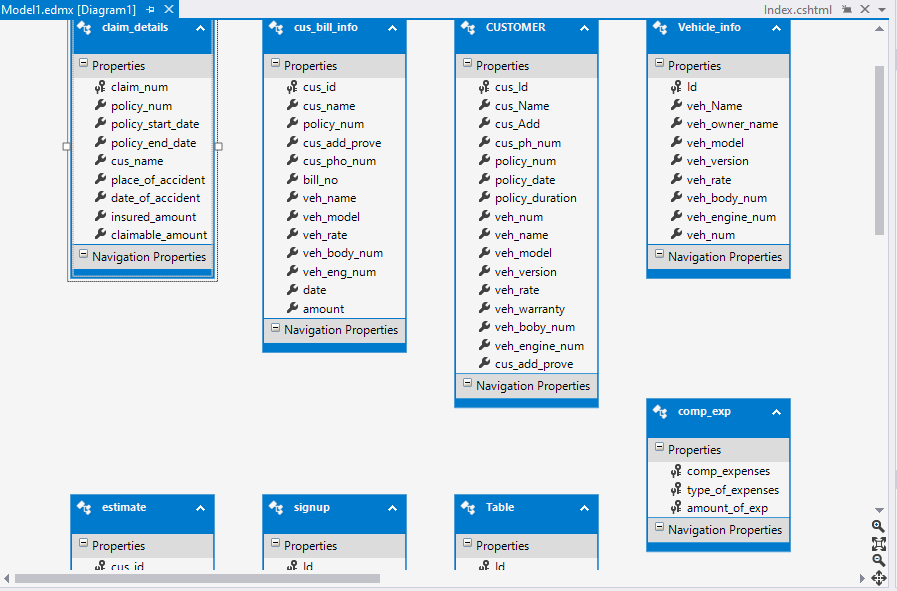 Model1.edmx [Diagram1]
Index.cshtml
claim_details
Properties
claim_num
policy_num
policy_start_date
policy_end_date
cus_name
place_of_accident
date_of_accident
insured_amount
claimable_amount
Navigation Properties
cus_bill_info
Properties
cus_id
cus_name
policy_num
cus_add_prove
cus_pho_num
bill_no
veh_name
veh_model
veh_rate
veh_body_num
veh_eng_num
date
amount
Navigation Properties
CUSTOMER
Properties
cus_Id
cus_Name
cus_Add
cus_ph_num
policy_num
policy_date
policy_duration
veh_num
veh_name
veh_model
veh_version
veh_rate
veh_warranty
veh_boby_num
veh_engine_num
cus_add_prove
Navigation Properties
Vehicle_info
Properties
Id
veh_Name
veh_owner_name
veh_model
veh_version
veh_rate
veh_body_num
veh_engine_num
veh_num
Navigation Properties
comp_exp
Properties
comp_expenses
type_of_expenses
amount_of_exp
Navigation Properties
estimate
Properties
cus_id
signup
Properties
Id
Table
Properties
Id